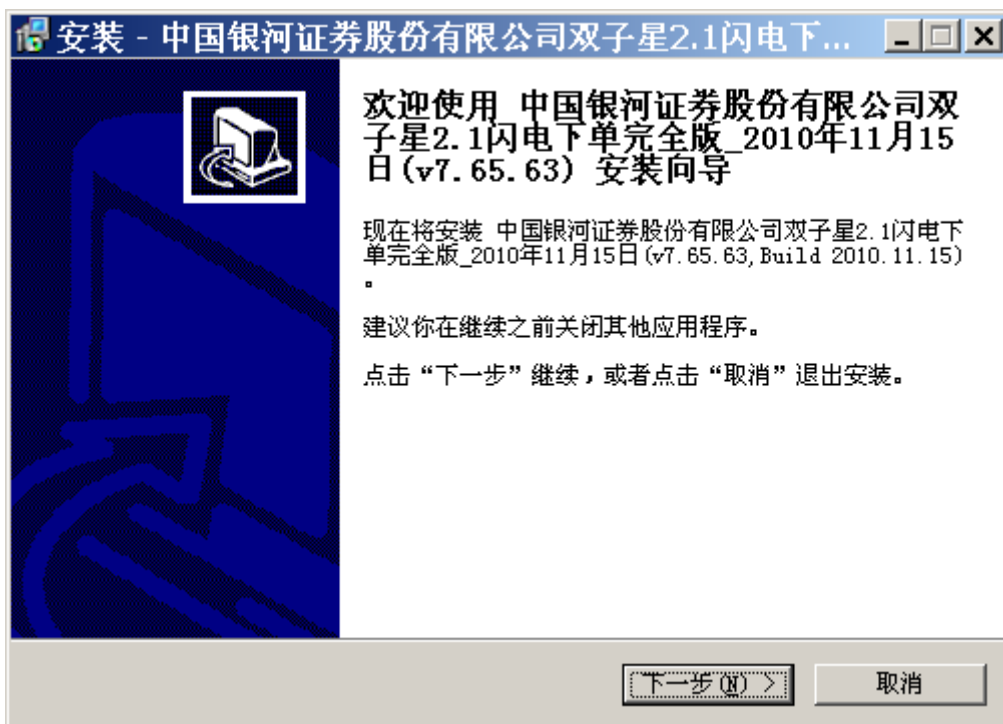 安装 - 中国银河证券股份有限公司双子星2.1闪电下...
欢迎使用 中国银河证券股份有限公司双
子星2.1闪电下单完全版_2010年11月15
日(v7.65.63) 安装向导
现在将安装 中国银河证券股份有限公司双子星2.1闪电下
单完全版_2010年11月15日(v7.65.63,Build 2010.11.15)
。
建议你在继续之前关闭其他应用程序。
点击“下一步”继续，或者点击“取消”退出安装。
下一步(N) >
取消